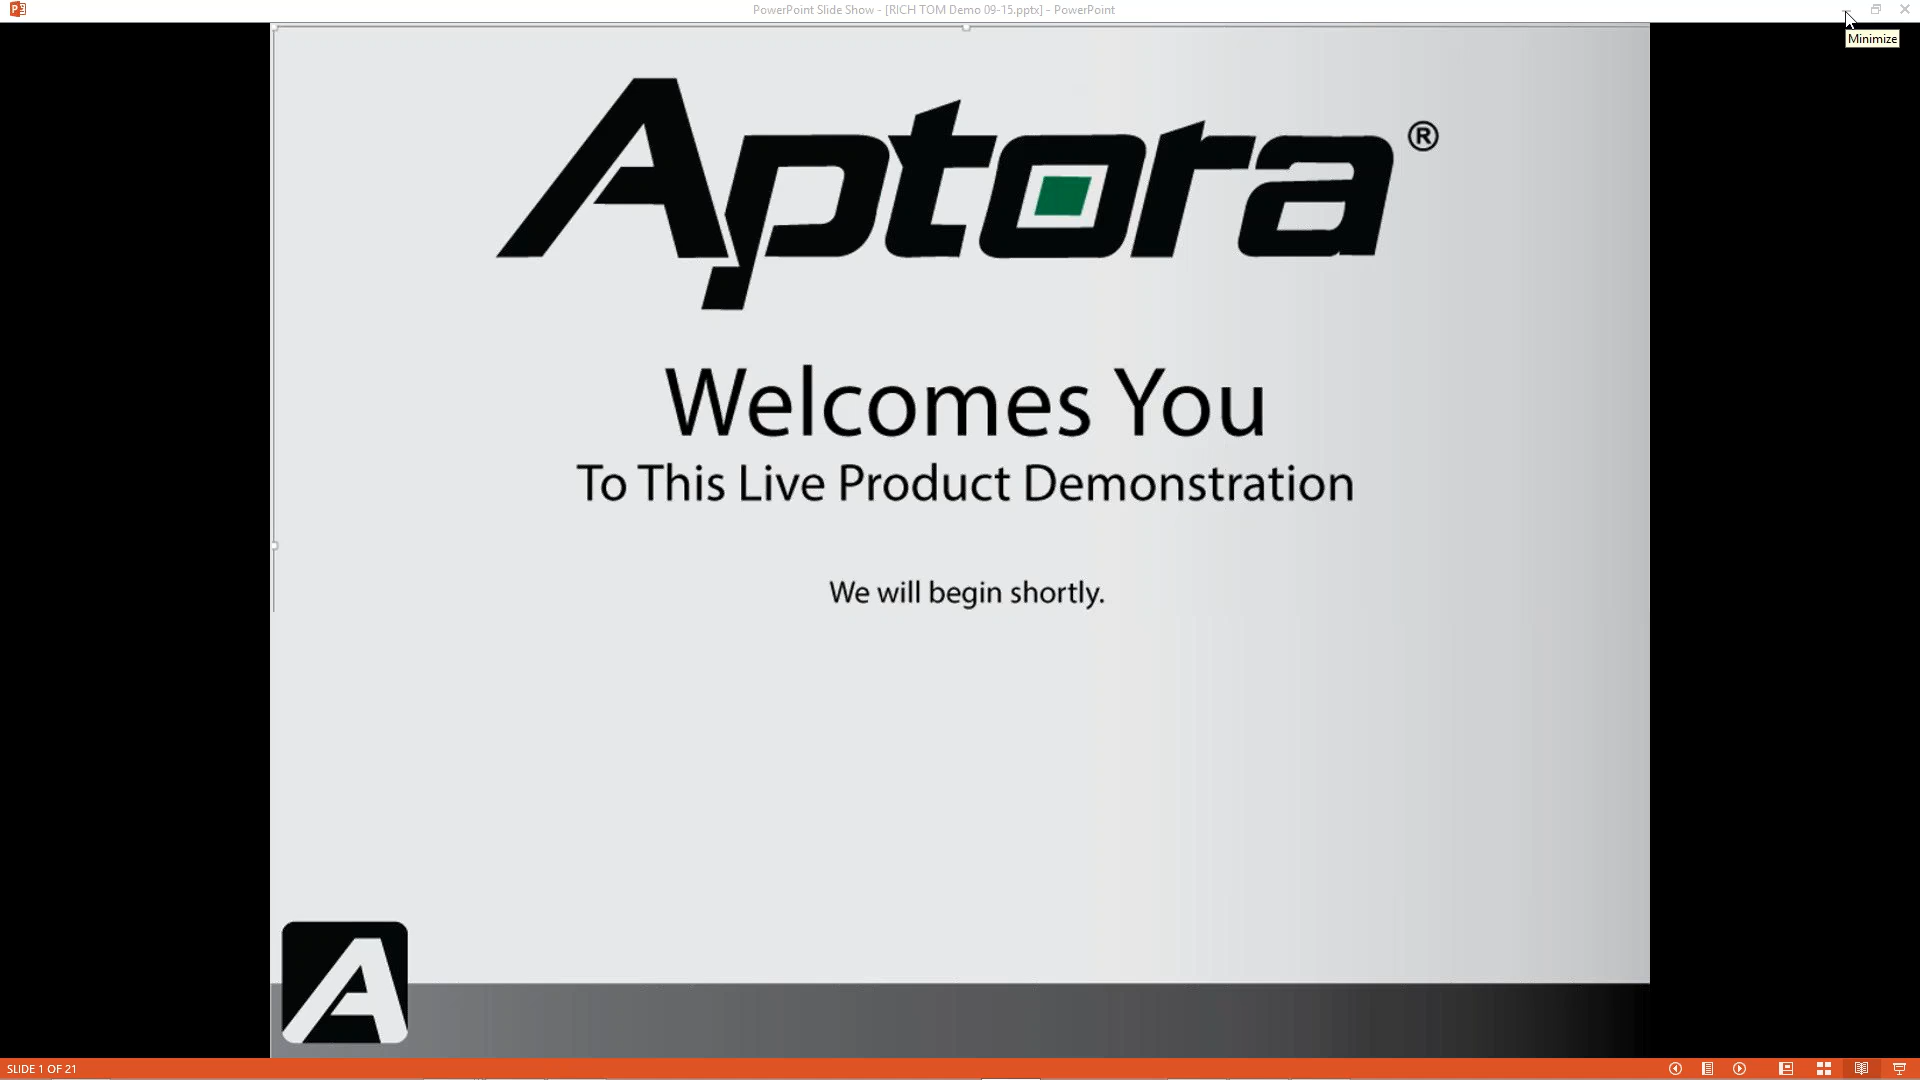 PowerPoint Slide Show - [RICH TOM Demo 09-15.pptx] - PowerPoint
Minimize
Aptora®
Welcomes You
To This Live Product Demonstration
We will begin shortly.
A
SLIDE 1 OF 21